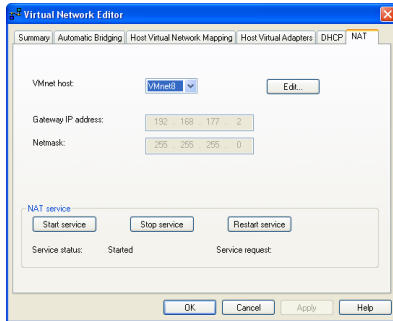 Virtual Network Editor
Summary Automatic Bridging Host Virtual Network Mapping Host Virtual Adapters DHCP NAT
VMnet host: VMnet8 Edit...
Gateway IP address: 192 . 168 . 177 . 2
Netmask: 255 . 255 . 255 . 0
NAT service
Start service Stop service Restart service
Service status: Started Service request:
OK Cancel Apply Help